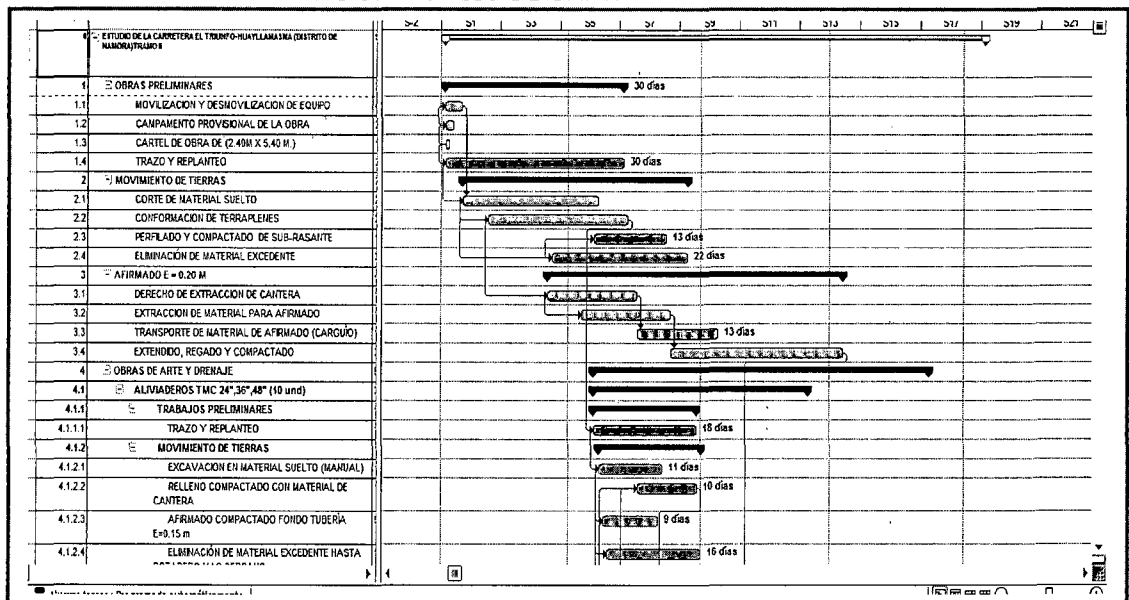 S-2 S1 S3 S5 S7 S9 S11 S13 S15 S17 S19 S21
ESTUDIO DE LA CARRETERA EL TRIUNFO-HUAYLLAMASMA (DISTRITO DE
NAMORA)TRAMO II
1 OBRAS PRELIMINARES 30 días
1.1 MOVILIZACION Y DESMOVILIZACION DE EQUIPO
1.2 CAMPAMENTO PROVISIONAL DE LA OBRA
1.3 CARTEL DE OBRA DE (2.40M X 5.40 M.)
1.4 TRAZO Y REPLANTEO 30 días
2 MOVIMIENTO DE TIERRAS
2.1 CORTE DE MATERIAL SUELTO
2.2 CONFORMACION DE TERRAPLENES
2.3 PERFILADO Y COMPACTADO DE SUB-RASANTE 13 días
2.4 ELIMINACIÓN DE MATERIAL EXCEDENTE 22 días
3 AFIRMADO E = 0.20 M
3.1 DERECHO DE EXTRACCION DE CANTERA
3.2 EXTRACCION DE MATERIAL PARA AFIRMADO
3.3 TRANSPORTE DE MATERIAL DE AFIRMADO (CARGUÍO) 13 días
3.4 EXTENDIDO, REGADO Y COMPACTADO
4 OBRAS DE ARTE Y DRENAJE
4.1 ALIVIADEROS TMC 24",36",48" (10 und)
4.1.1 TRABAJOS PRELIMINARES
4.1.1.1 TRAZO Y REPLANTEO 18 días
4.1.2 MOVIMIENTO DE TIERRAS
4.1.2.1 EXCAVACION EN MATERIAL SUELTO (MANUAL) 11 días
4.1.2.2 RELLENO COMPACTADO CON MATERIAL DE 10 días
CANTERA
4.1.2.3 AFIRMADO COMPACTADO FONDO TUBERÍA 9 días
E=0.15 m
4.1.2.4 ELIMINACIÓN DE MATERIAL EXCEDENTE HASTA 16 días